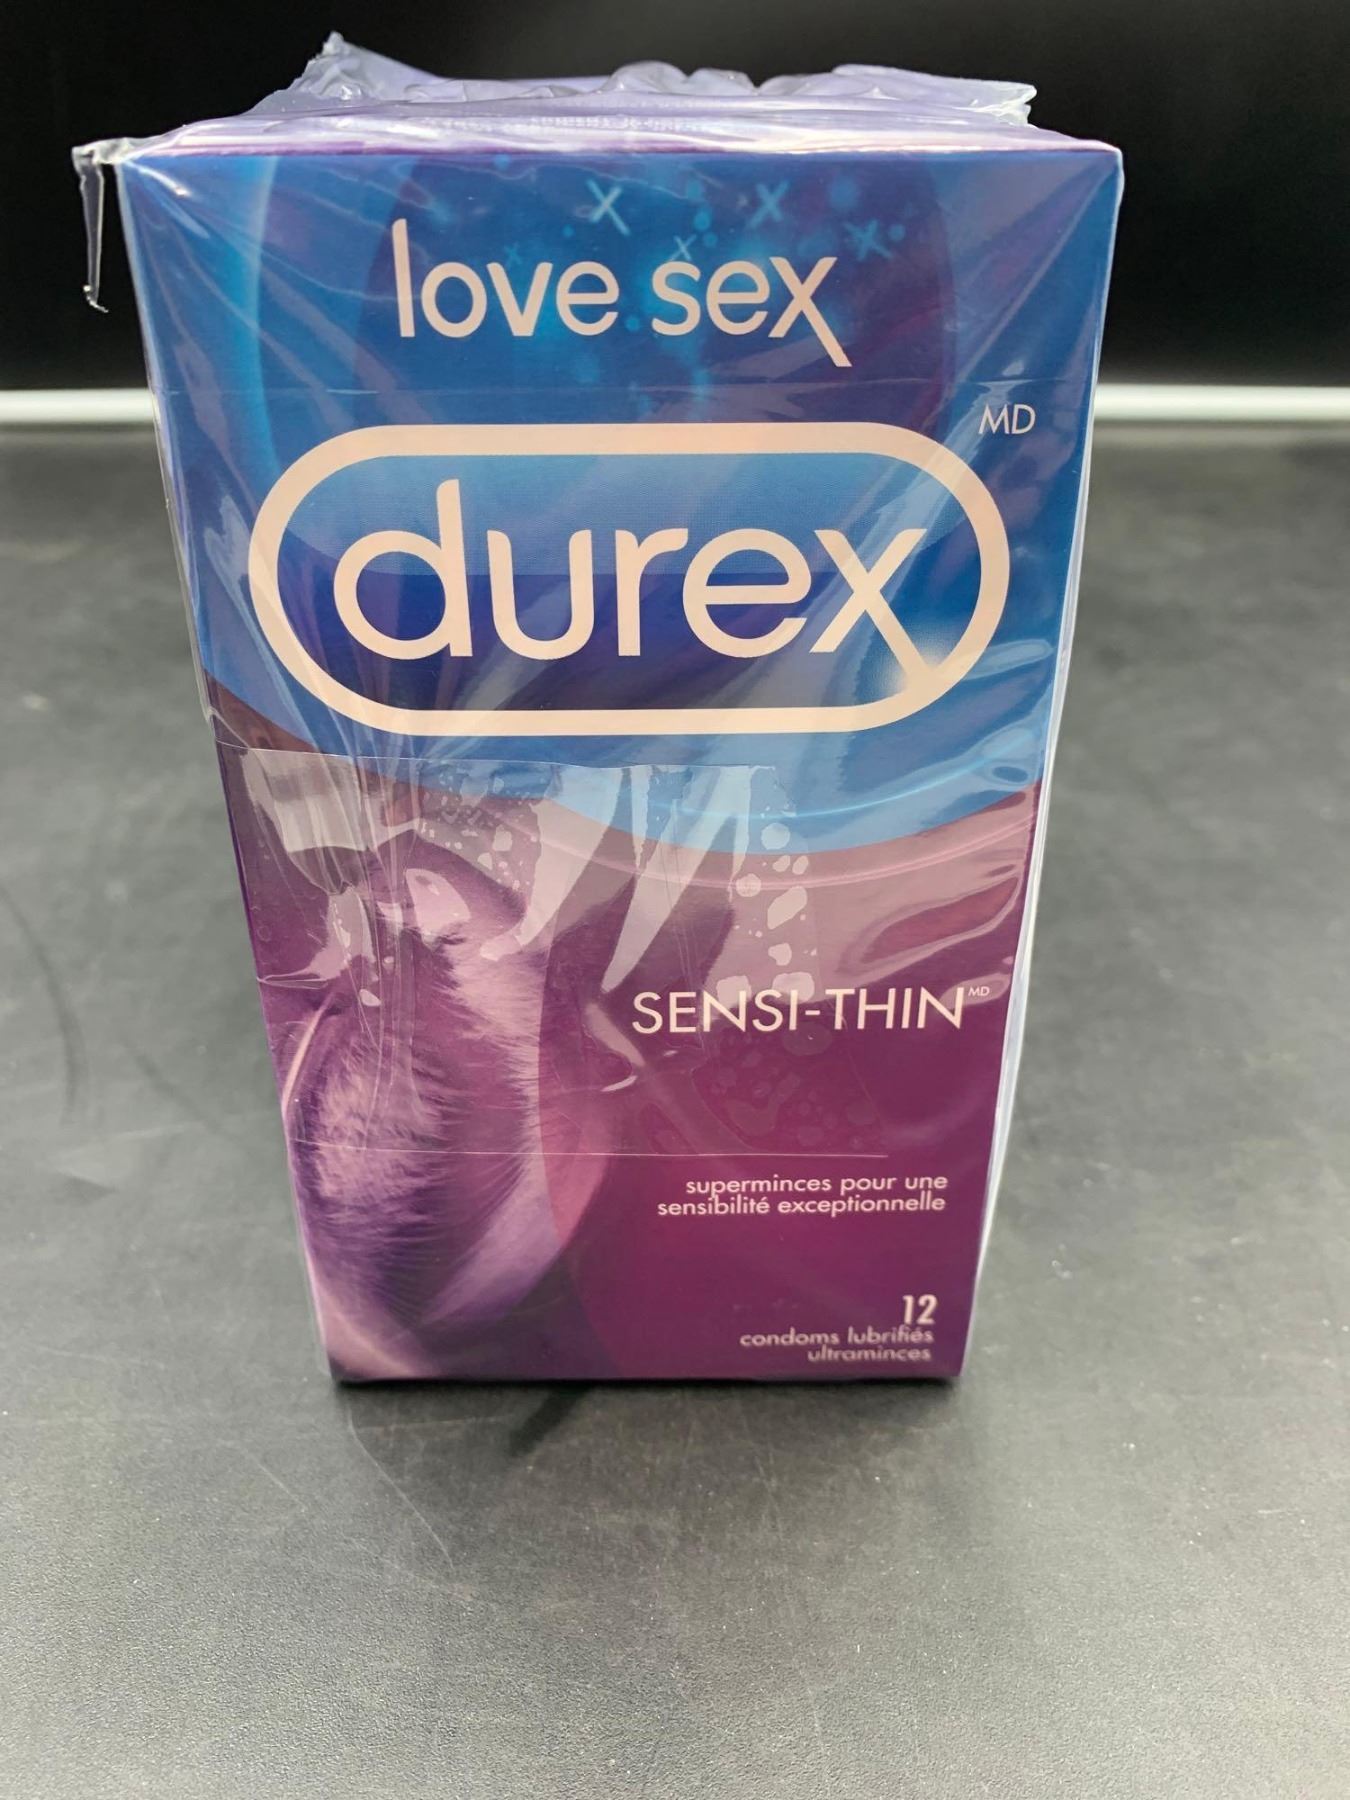 love sex
durex MD
SENSI-THIN MD
superminces pour une
sensibilité exceptionnelle
12
condoms lubrifiés
ultraminces